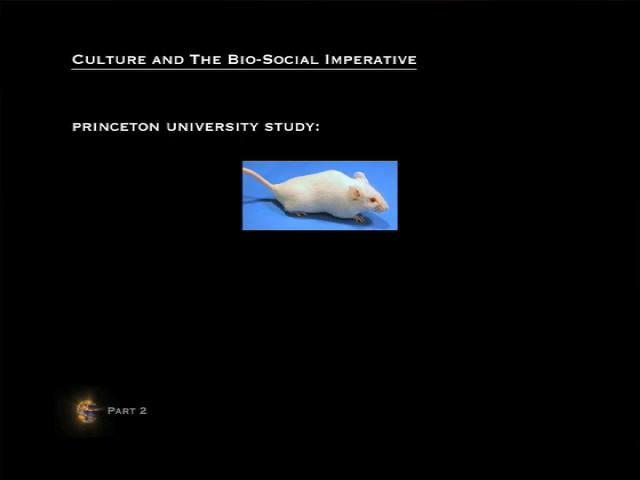 Culture and The Bio-Social Imperative
PRINCETON UNIVERSITY STUDY:
Part 2